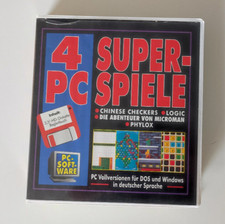 4 SUPER-
PC SPIELE
CHINESE CHECKERS LOGIC
DIE ABENTEUER VON MICROMAN
PHYLOX
Inhalt:
PC-
SOFT-
WARE
PC Vollversionen für DOS und Windows
in deutscher Sprache